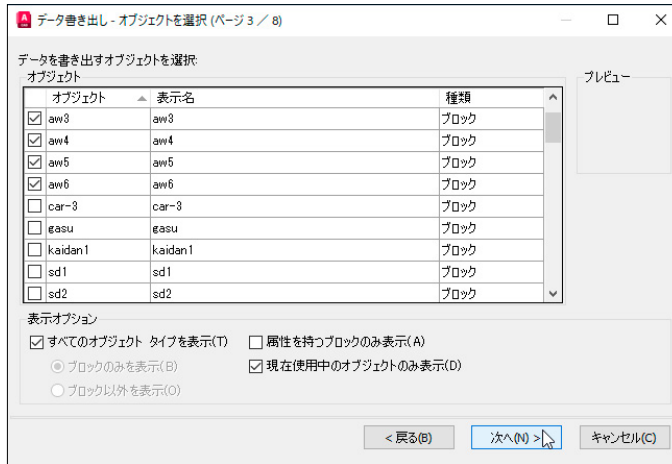 データ書き出し - オブジェクトを選択 (ページ 3 ／ 8)
データを書き出すオブジェクトを選択:
オブジェクト
プレビュー
オブジェクト 表示名 種類
aw3 aw3 ブロック
aw4 aw4 ブロック
aw5 aw5 ブロック
aw6 aw6 ブロック
car-3 car-3 ブロック
gasu gasu ブロック
kaidan1 kaidan1 ブロック
sd1 sd1 ブロック
sd2 sd2 ブロック
表示オプション
すべてのオブジェクト タイプを表示(T) 属性を持つブロックのみ表示(A)
ブロックのみを表示(B) 現在使用中のオブジェクトのみ表示(D)
ブロック以外を表示(O)
< 戻る(B) 次へ(N) > キャンセル(C)